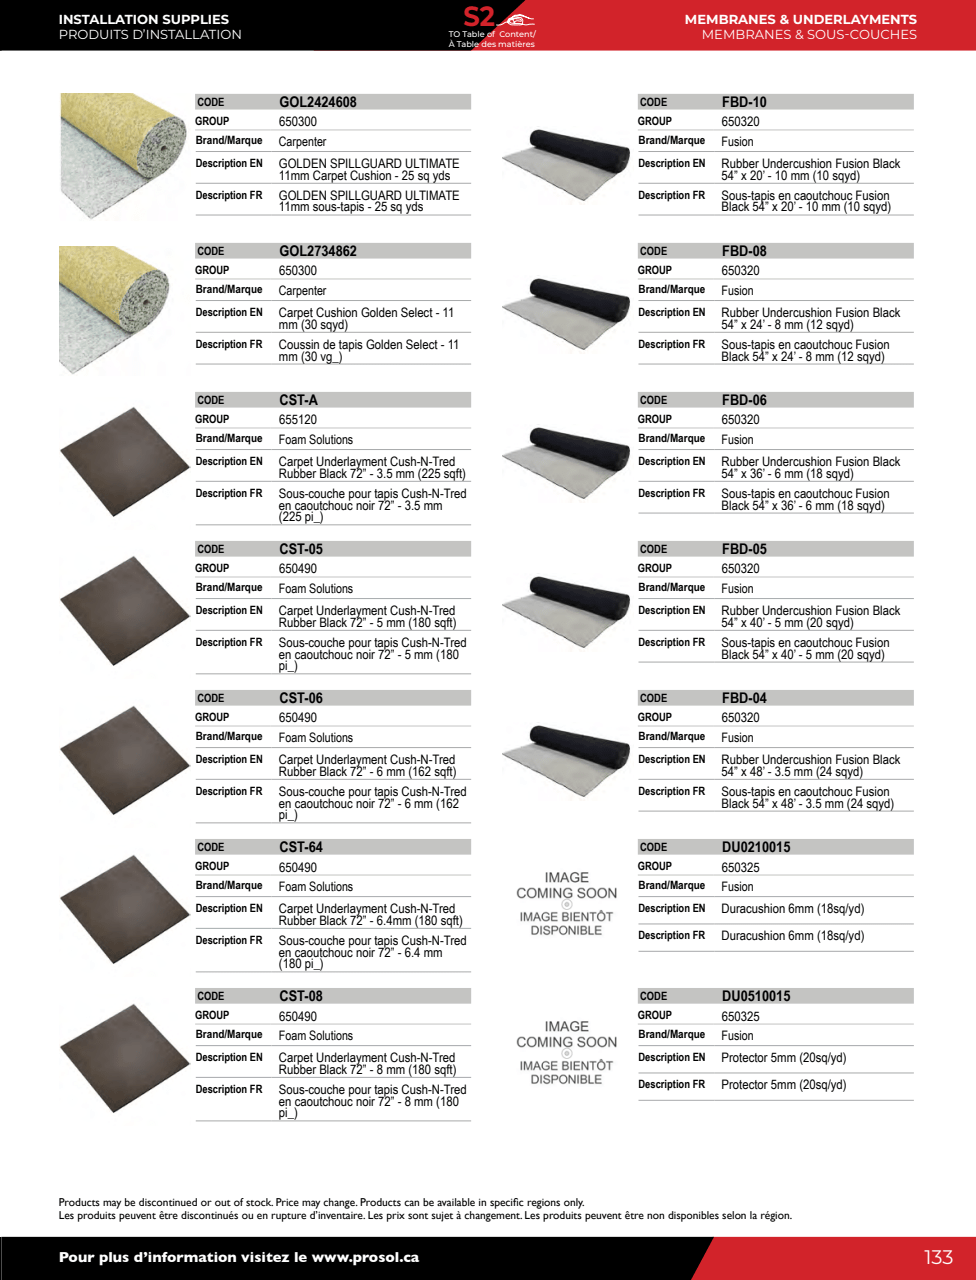 INSTALLATION SUPPLIES
PRODUITS D'INSTALLATION
S2
TO Table of Content/
À Table des matières
MEMBRANES & UNDERLAYMENTS
MEMBRANES & SOUS-COUCHES
CODE GOL2424608
GROUP 650300
Brand/Marque Carpenter
Description EN GOLDEN SPILLGUARD ULTIMATE
11mm Carpet Cushion - 25 sq yds
Description FR GOLDEN SPILLGUARD ULTIMATE
11mm sous-tapis - 25 sq yds
CODE GOL2734862
GROUP 650300
Brand/Marque Carpenter
Description EN Carpet Cushion Golden Select - 11
mm (30 sqyd)
Description FR Coussin de tapis Golden Select - 11
mm (30 vg_)
CODE CST-A
GROUP 655120
Brand/Marque Foam Solutions
Description EN Carpet Underlayment Cush-N-Tred
Rubber Black 72" - 3.5 mm (225 sqft)
Description FR Sous-couche pour tapis Cush-N-Tred
en caoutchouc noir 72" - 3.5 mm
(225 pi_)
CODE CST-05
GROUP 650490
Brand/Marque Foam Solutions
Description EN Carpet Underlayment Cush-N-Tred
Rubber Black 72" - 5 mm (180 sqft)
Description FR Sous-couche pour tapis Cush-N-Tred
en caoutchouc noir 72" - 5 mm (180
pi_)
CODE CST-06
GROUP 650490
Brand/Marque Foam Solutions
Description EN Carpet Underlayment Cush-N-Tred
Rubber Black 72" - 6 mm (162 sqft)
Description FR Sous-couche pour tapis Cush-N-Tred
en caoutchouc noir 72" - 6 mm (162
pi_)
CODE CST-64
GROUP 650490
Brand/Marque Foam Solutions
Description EN Carpet Underlayment Cush-N-Tred
Rubber Black 72" - 6.4mm (180 sqft)
Description FR Sous-couche pour tapis Cush-N-Tred
en caoutchouc noir 72" - 6.4 mm
(180 pi_)
CODE CST-08
GROUP 650490
Brand/Marque Foam Solutions
Description EN Carpet Underlayment Cush-N-Tred
Rubber Black 72" - 8 mm (180 sqft)
Description FR Sous-couche pour tapis Cush-N-Tred
en caoutchouc noir 72" - 8 mm (180
pi_)
CODE FBD-10
GROUP 650320
Brand/Marque Fusion
Description EN Rubber Undercushion Fusion Black
54" x 20' - 10 mm (10 sqyd)
Description FR Sous-tapis en caoutchouc Fusion
Black 54" x 20' - 10 mm (10 sqyd)
CODE FBD-08
GROUP 650320
Brand/Marque Fusion
Description EN Rubber Undercushion Fusion Black
54" x 24' - 8 mm (12 sqyd)
Description FR Sous-tapis en caoutchouc Fusion
Black 54" x 24' - 8 mm (12 sqyd)
CODE FBD-06
GROUP 650320
Brand/Marque Fusion
Description EN Rubber Undercushion Fusion Black
54" x 36' - 6 mm (18 sqyd)
Description FR Sous-tapis en caoutchouc Fusion
Black 54" x 36' - 6 mm (18 sqyd)
CODE FBD-05
GROUP 650320
Brand/Marque Fusion
Description EN Rubber Undercushion Fusion Black
54" x 40' - 5 mm (20 sqyd)
Description FR Sous-tapis en caoutchouc Fusion
Black 54" x 40' - 5 mm (20 sqyd)
CODE FBD-04
GROUP 650320
Brand/Marque Fusion
Description EN Rubber Undercushion Fusion Black
54" x 48' - 3.5 mm (24 sqyd)
Description FR Sous-tapis en caoutchouc Fusion
Black 54" x 48' - 3.5 mm (24 sqyd)
IMAGE
COMING SOON
IMAGE BIENTÔT
DISPONIBLE
CODE DU0210015
GROUP 650325
Brand/Marque Fusion
Description EN Duracushion 6mm (18sq/yd)
Description FR Duracushion 6mm (18sq/yd)
IMAGE
COMING SOON
IMAGE BIENTÔT
DISPONIBLE
CODE DU0510015
GROUP 650325
Brand/Marque Fusion
Description EN Protector 5mm (20sq/yd)
Description FR Protector 5mm (20sq/yd)
Products may be discontinued or out of stock. Price may change. Products can be available in specific regions only.
Les produits peuvent être discontinués ou en rupture d'inventaire. Les prix sont sujet à changement. Les produits peuvent être non disponibles selon la région.
Pour plus d'information visitez le www.prosol.ca
133